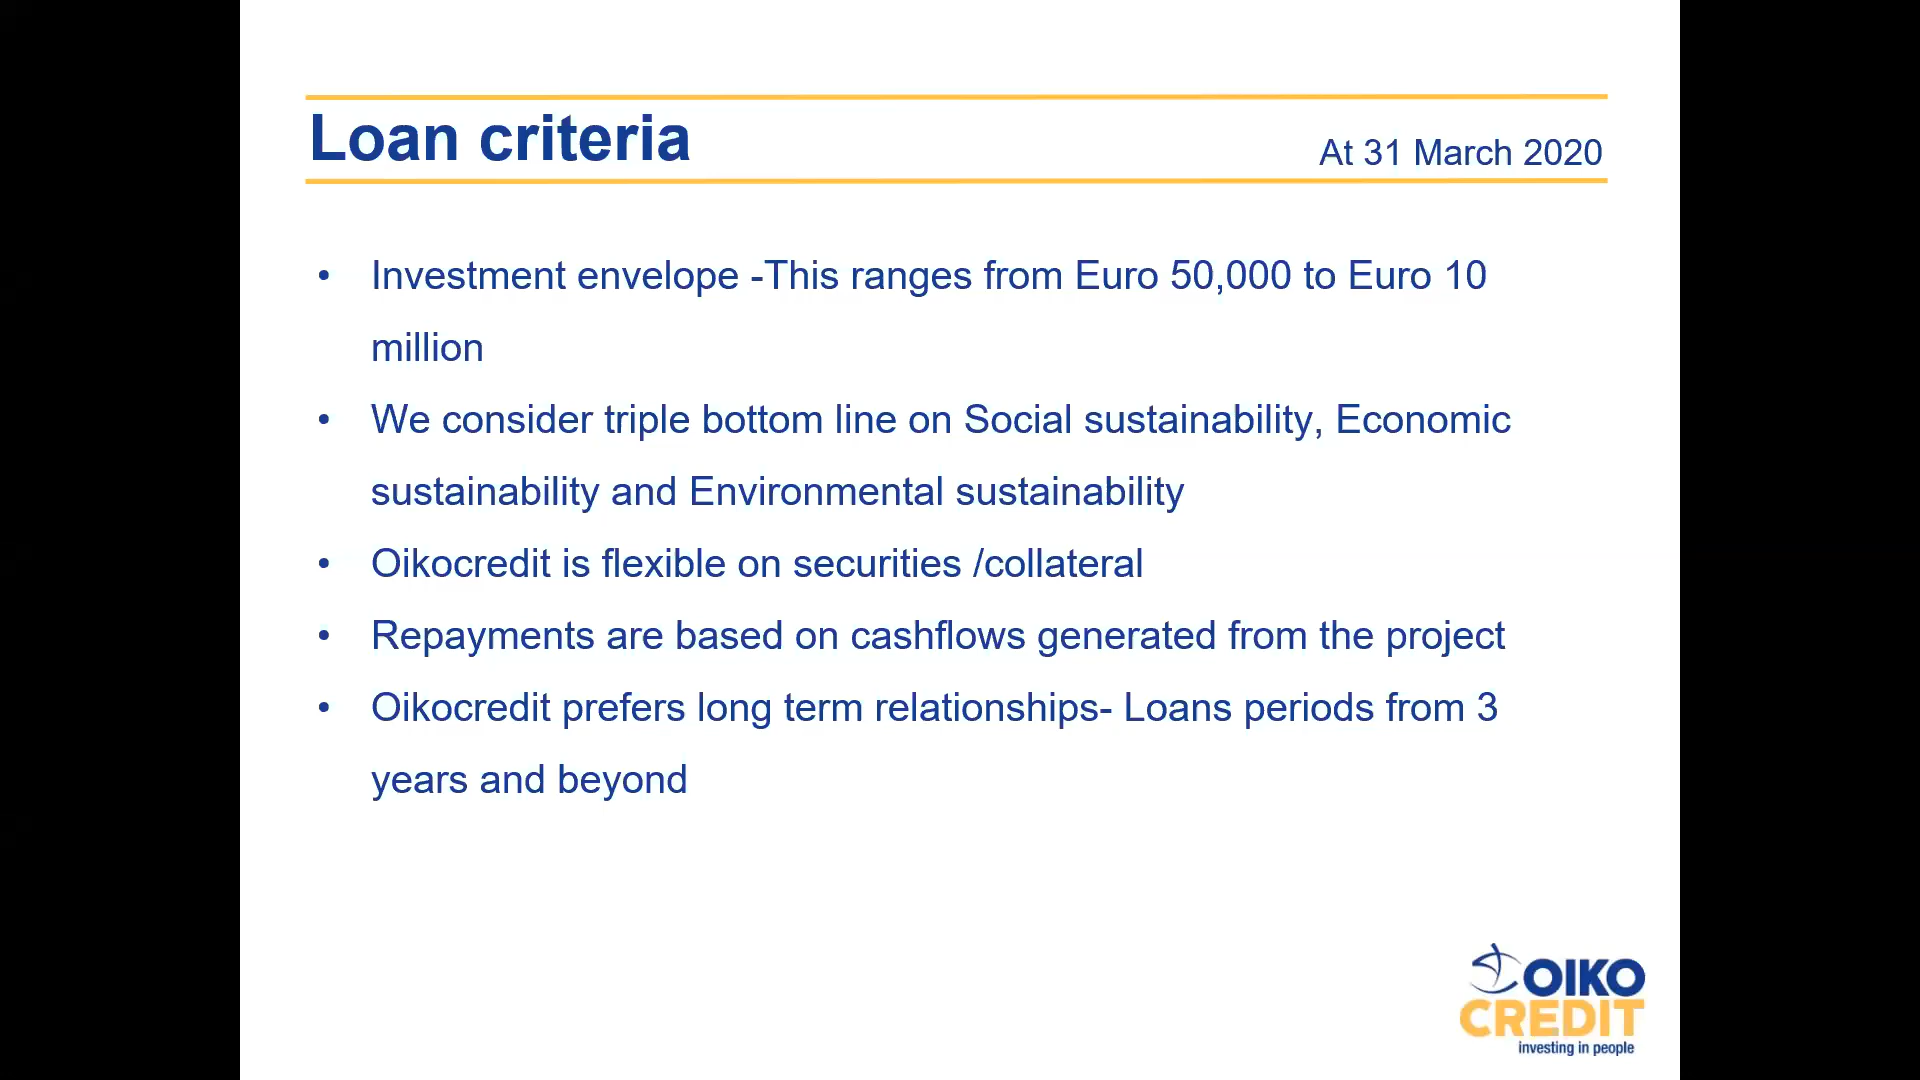 Loan criteria
At 31 March 2020
• Investment envelope -This ranges from Euro 50,000 to Euro 10
million
• We consider triple bottom line on Social sustainability, Economic
sustainability and Environmental sustainability
• Oikocredit is flexible on securities /collateral
• Repayments are based on cashflows generated from the project
• Oikocredit prefers long term relationships- Loans periods from 3
years and beyond
OIKO
CREDIT
investing in people